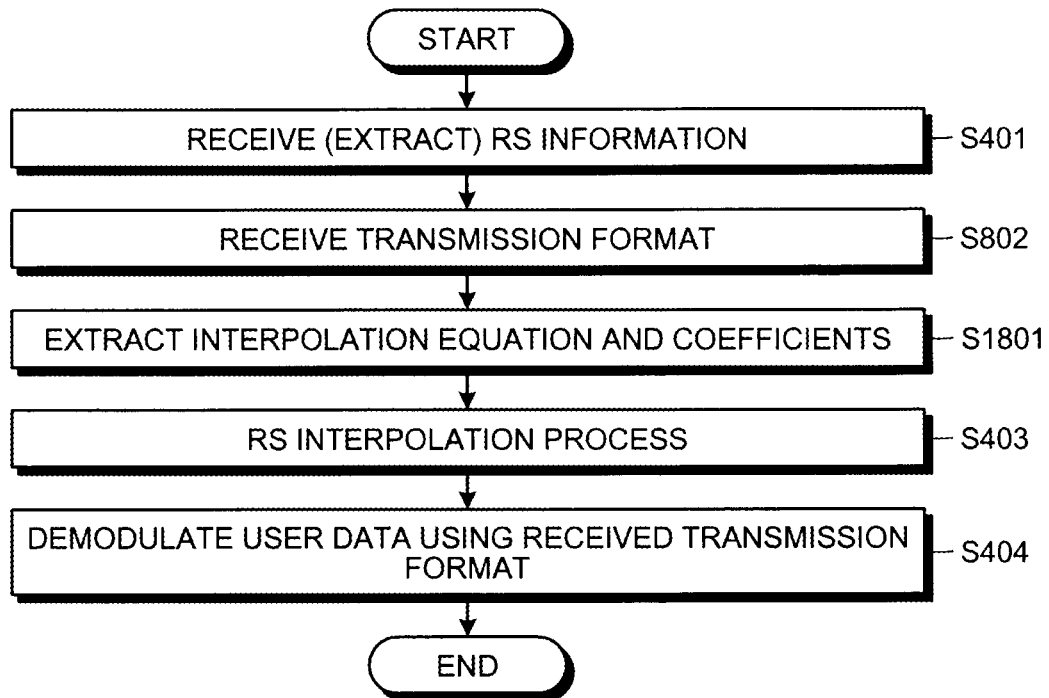 START
RECEIVE (EXTRACT) RS INFORMATION
S401
RECEIVE TRANSMISSION FORMAT
S802
EXTRACT INTERPOLATION EQUATION AND COEFFICIENTS
S1801
RS INTERPOLATION PROCESS
S403
DEMODULATE USER DATA USING RECEIVED TRANSMISSION
FORMAT
S404
END